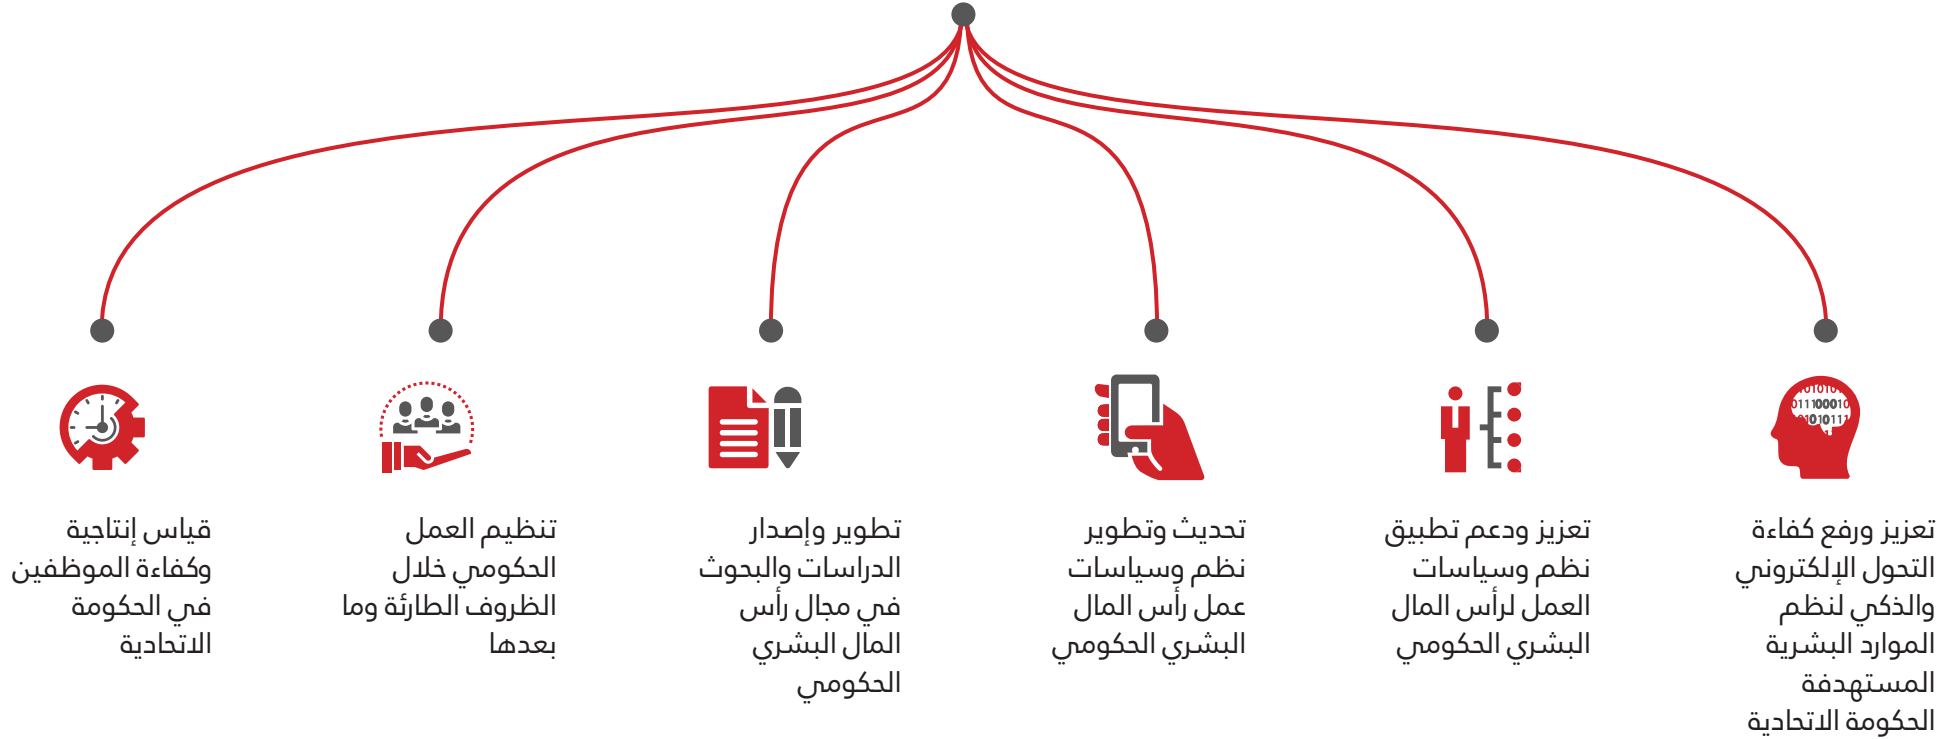 تعزيز ورفع كفاءة
التحول الإلكتروني
والذكي لنظم
الموارد البشرية
المستهدفة
الحكومة الاتحادية
تعزيز ودعم تطبيق
نظم وسياسات
العمل لرأس المال
البشري الحكومي
تحديث وتطوير
نظم وسياسات
عمل رأس المال
البشري الحكومي
تطوير وإصدار
الدراسات والبحوث
في مجال رأس
المال البشري
الحكومي
تنظيم العمل
الحكومي خلال
الظروف الطارئة وما
بعدها
قياس إنتاجية
وكفاءة الموظفين
في الحكومة
الاتحادية